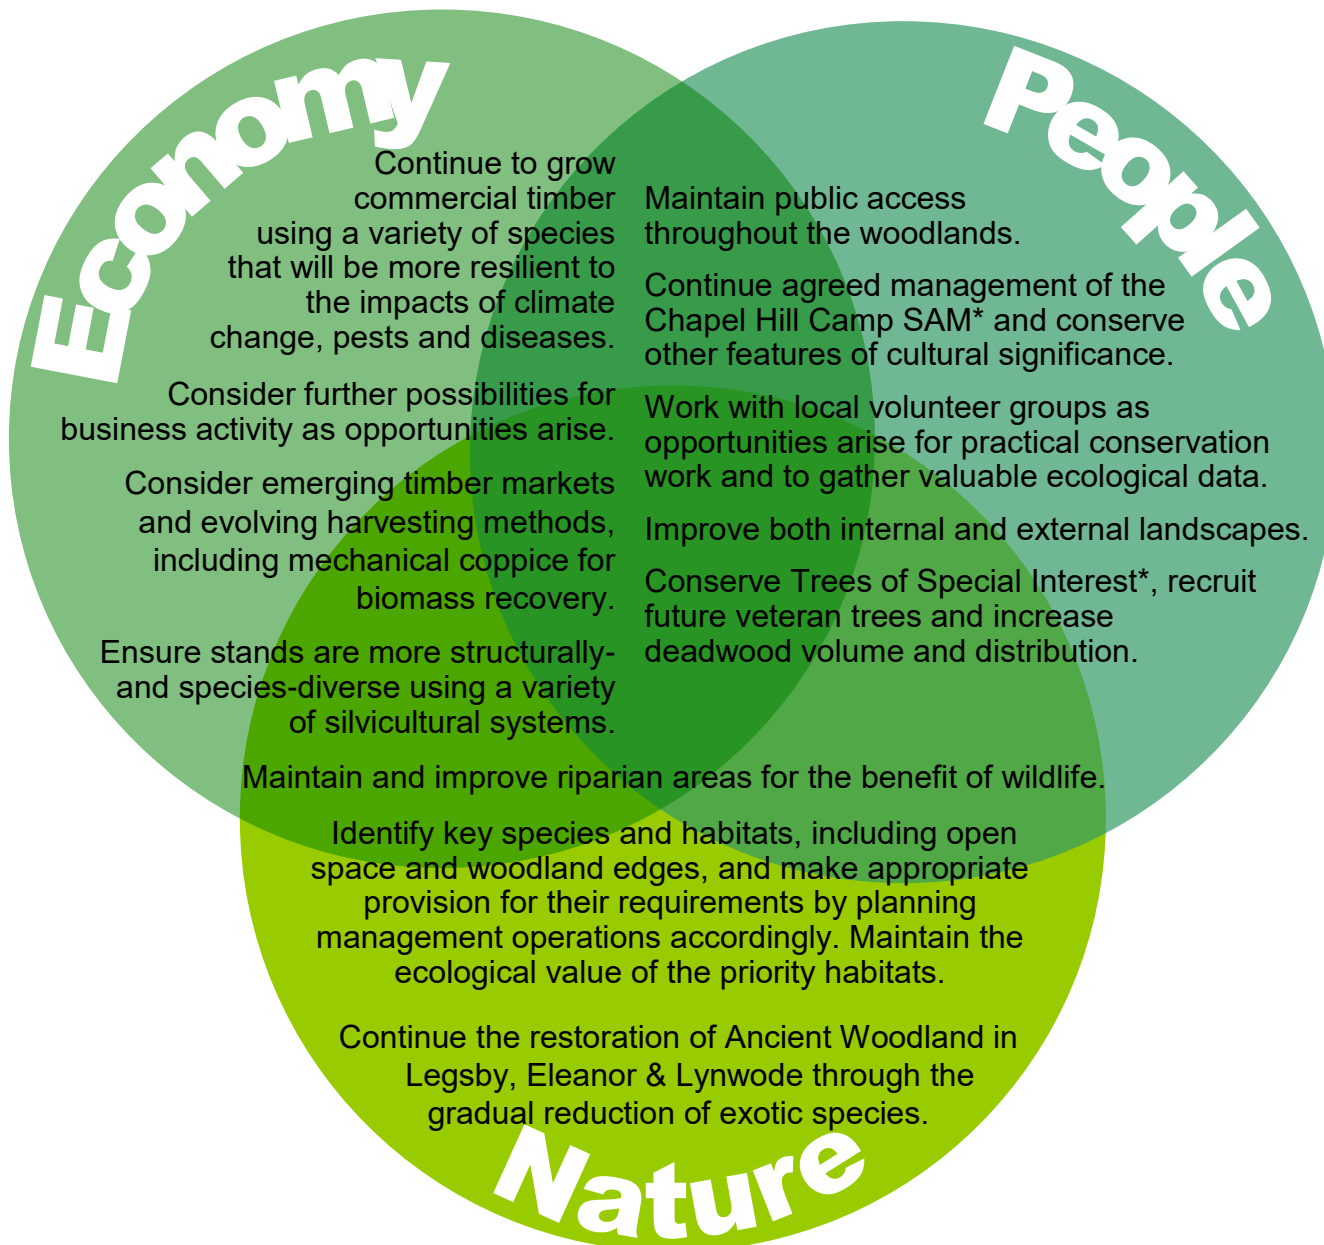 Economy
Continue to grow
commercial timber
using a variety of species
that will be more resilient to
the impacts of climate
change, pests and diseases.
Consider further possibilities for
business activity as opportunities arise.
Consider emerging timber markets
and evolving harvesting methods,
including mechanical coppice for
biomass recovery.
Ensure stands are more structurally-
and species-diverse using a variety
of silvicultural systems.
People
Maintain public access
throughout the woodlands.
Continue agreed management of the
Chapel Hill Camp SAM* and conserve
other features of cultural significance.
Work with local volunteer groups as
opportunities arise for practical conservation
work and to gather valuable ecological data.
Improve both internal and external landscapes.
Conserve Trees of Special Interest*, recruit
future veteran trees and increase
deadwood volume and distribution.
Maintain and improve riparian areas for the benefit of wildlife.
Identify key species and habitats, including open
space and woodland edges, and make appropriate
provision for their requirements by planning
management operations accordingly. Maintain the
ecological value of the priority habitats.
Continue the restoration of Ancient Woodland in
Legsby, Eleanor & Lynwode through the
gradual reduction of exotic species.
Nature